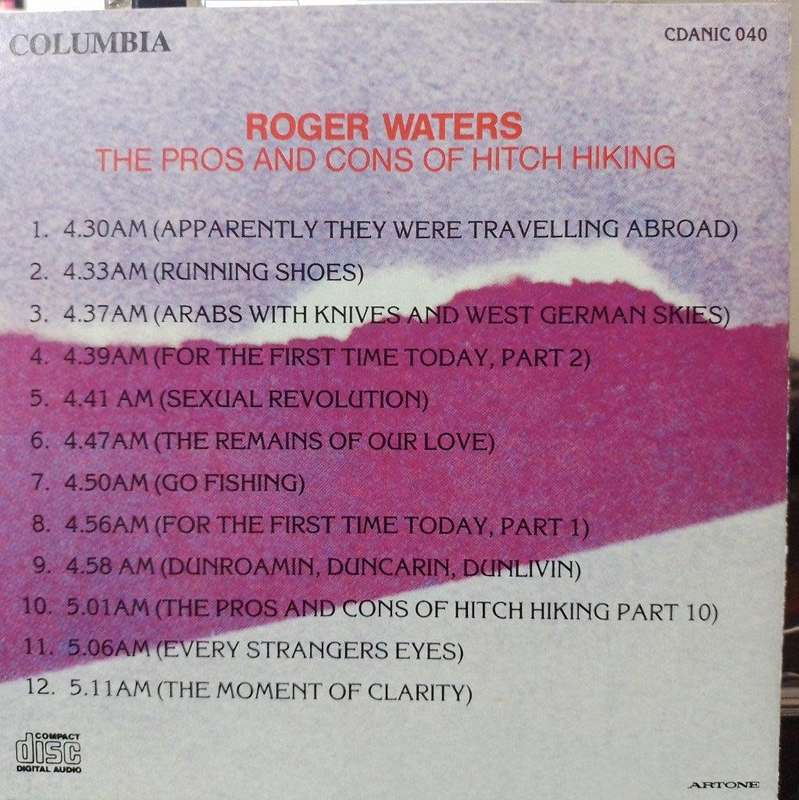 COLUMBIA
CDANIC 040
ROGER WATERS
THE PROS AND CONS OF HITCH HIKING
1. 4.30AM (APPARENTLY THEY WERE TRAVELLING ABROAD)
2. 4.33AM (RUNNING SHOES)
3. 4.37AM (ARABS WITH KNIVES AND WEST GERMAN SKIES)
4. 4.39AM (FOR THE FIRST TIME TODAY, PART 2)
5. 4.41 AM (SEXUAL REVOLUTION)
6. 4.47AM (THE REMAINS OF OUR LOVE)
7. 4.50AM (GO FISHING)
8. 4.56AM (FOR THE FIRST TIME TODAY, PART 1)
9. 4.58 AM (DUNROAMIN, DUNCARIN, DUNLIVIN)
10. 5.01AM (THE PROS AND CONS OF HITCH HIKING PART 10)
11. 5.06AM (EVERY STRANGERS EYES)
12. 5.11AM (THE MOMENT OF CLARITY)
COMPACT
disc
DIGITAL AUDIO
ARTONE